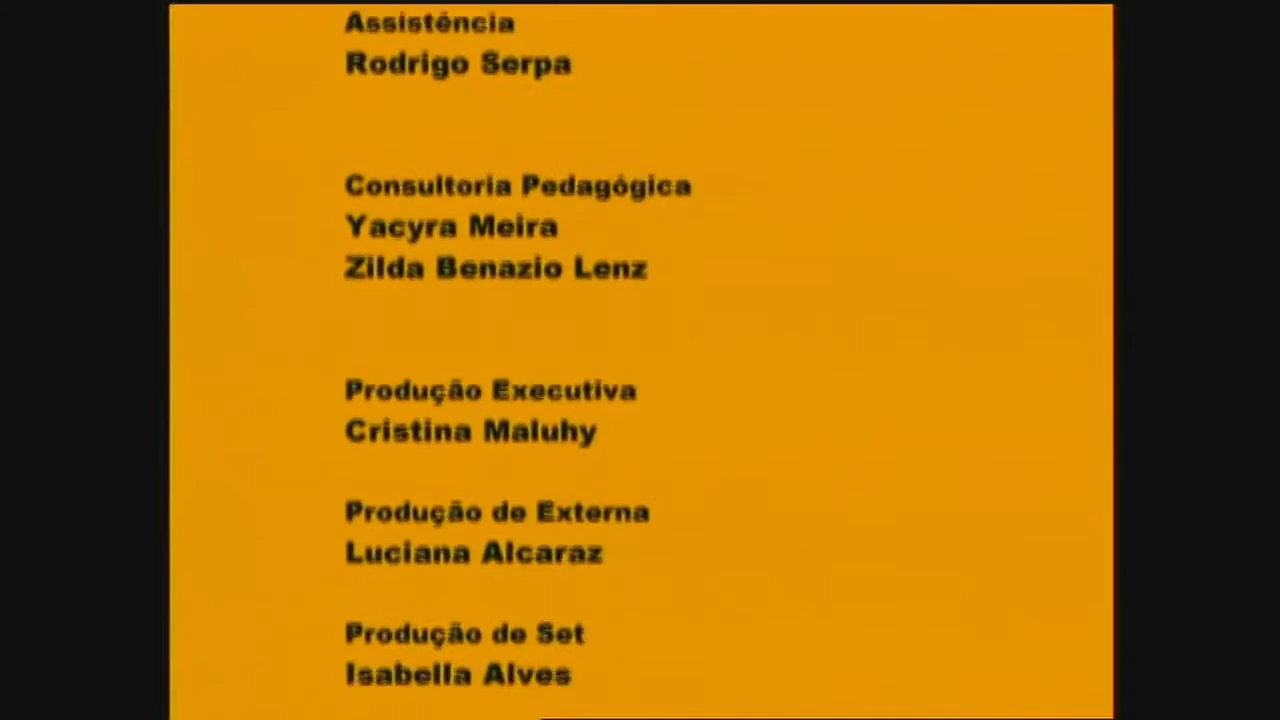 Assistência
Rodrigo Serpa
Consultoria Pedagógica
Yacyra Meira
Zilda Benazio Lenz
Produção Executiva
Cristina Maluhy
Produção de Externa
Luciana Alcaraz
Produção de Set
Isabella Alves